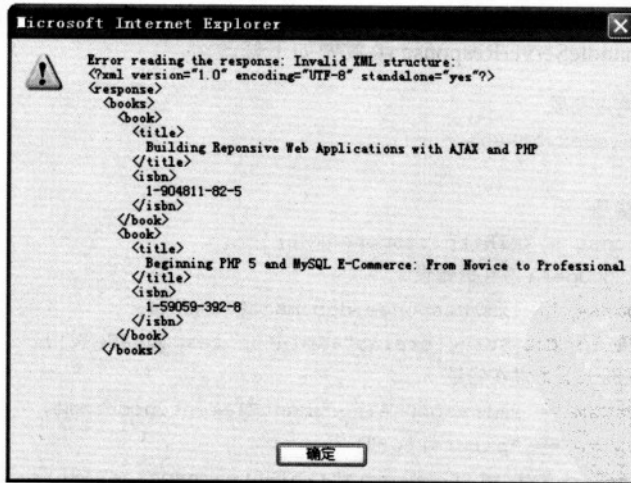 Microsoft Internet Explorer
Error reading the response: Invalid XML structure:
<?xml version="1.0" encoding="UTF-8" standalone="yes"?>
<response>
<books>
<book>
<title>
Building Reponsive Web Applications with AJAX and PHP
</title>
<isbn>
1-904811-82-5
</isbn>
</book>
<book>
<title>
Beginning PHP 5 and MySQL E-Commerce: From Novice to Professional
</title>
<isbn>
1-59059-392-8
</isbn>
</book>
</books>
确定